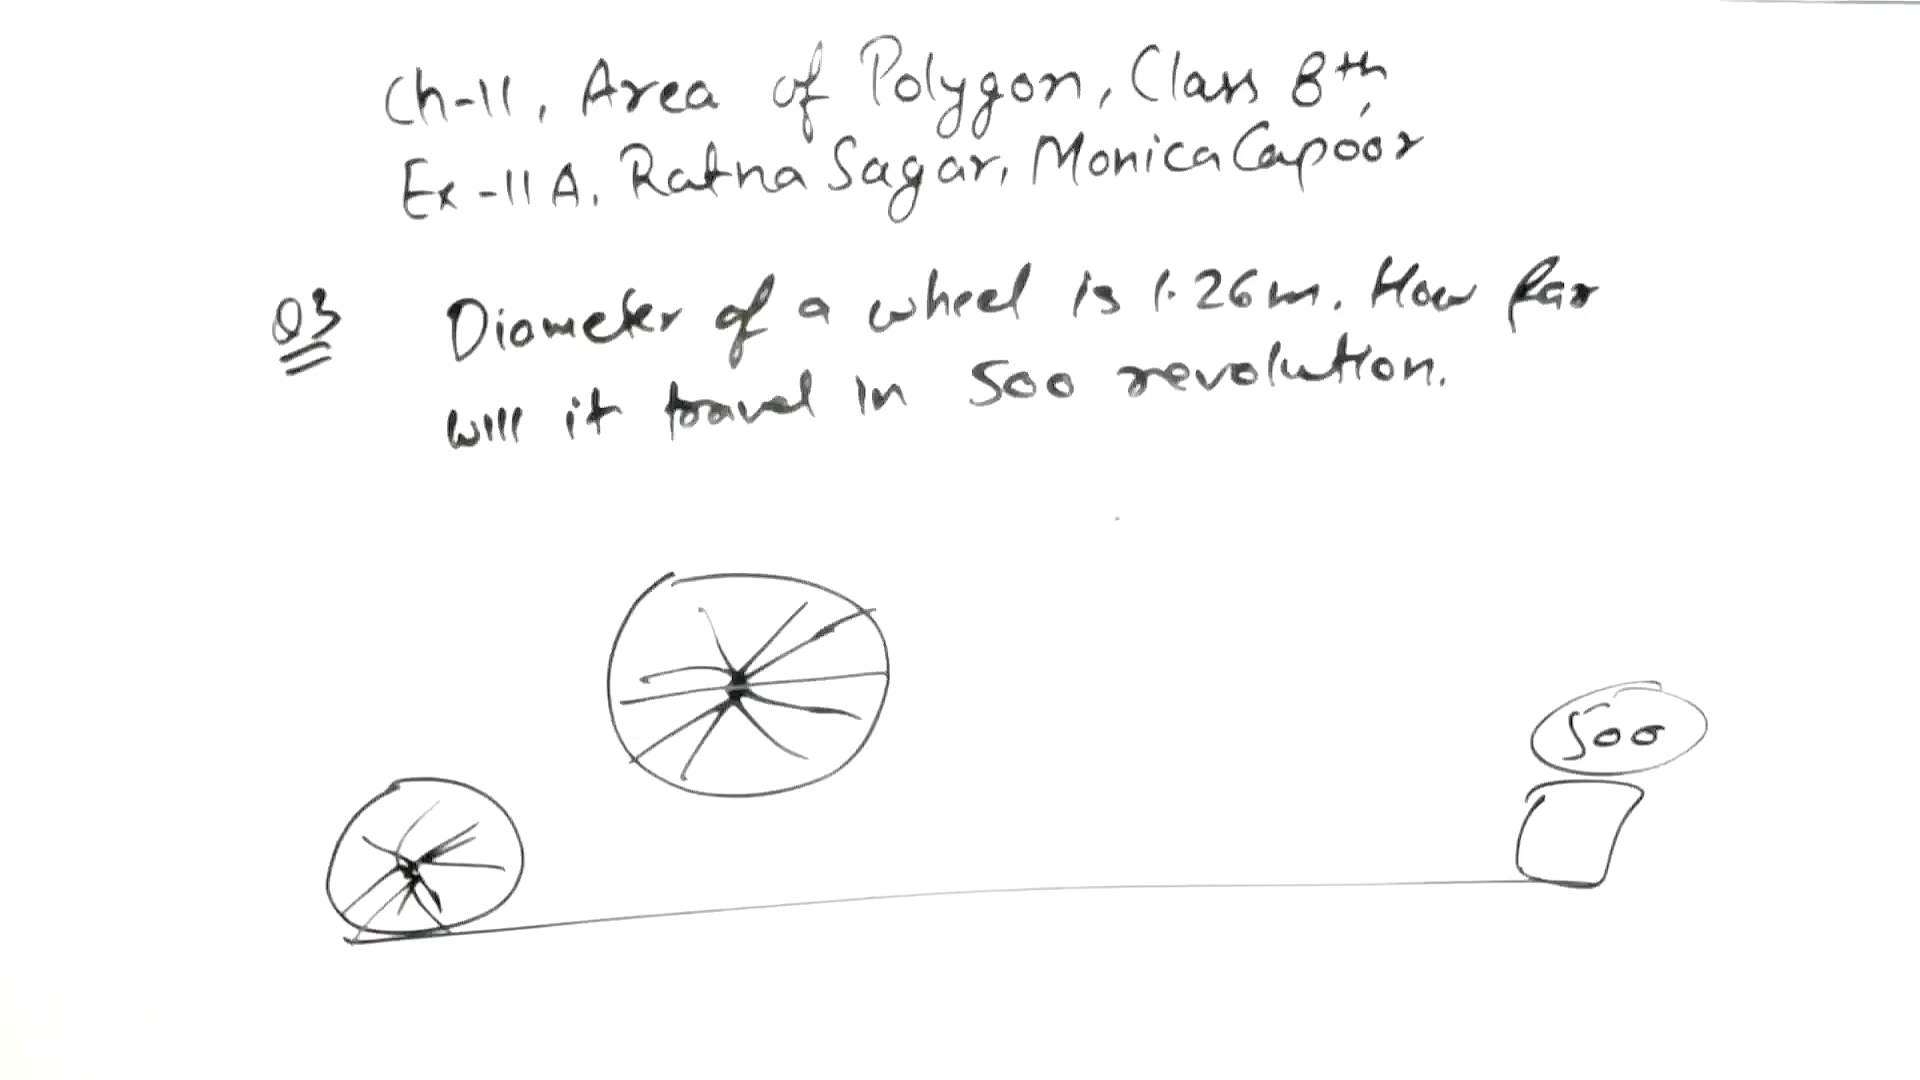 Ch-11, Area of Polygon, Class 8th,
Ex-11A, Ratna Sagar, Monica Capoor
Q3 Diameter of a wheel is 1.26m. How far
will it travel in 500 revolution.
500